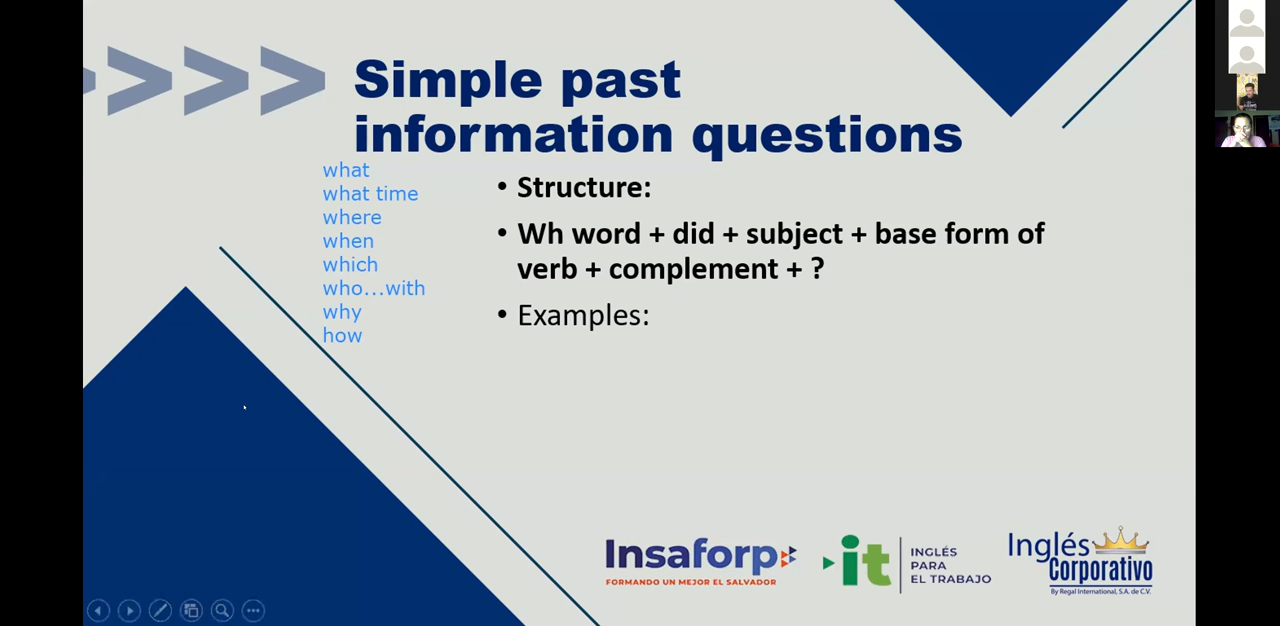 Simple past
information questions
what
what time
where
when
which
who...with
why
how
• Structure:
• Wh word + did + subject + base form of
verb + complement + ?
• Examples:
Insaforp
FORMANDO UN MEJOR EL SALVADOR
it
INGLÉS
PARA
EL TRABAJO
Inglés
Corporativo
By Regal International, S.A. de C.V.